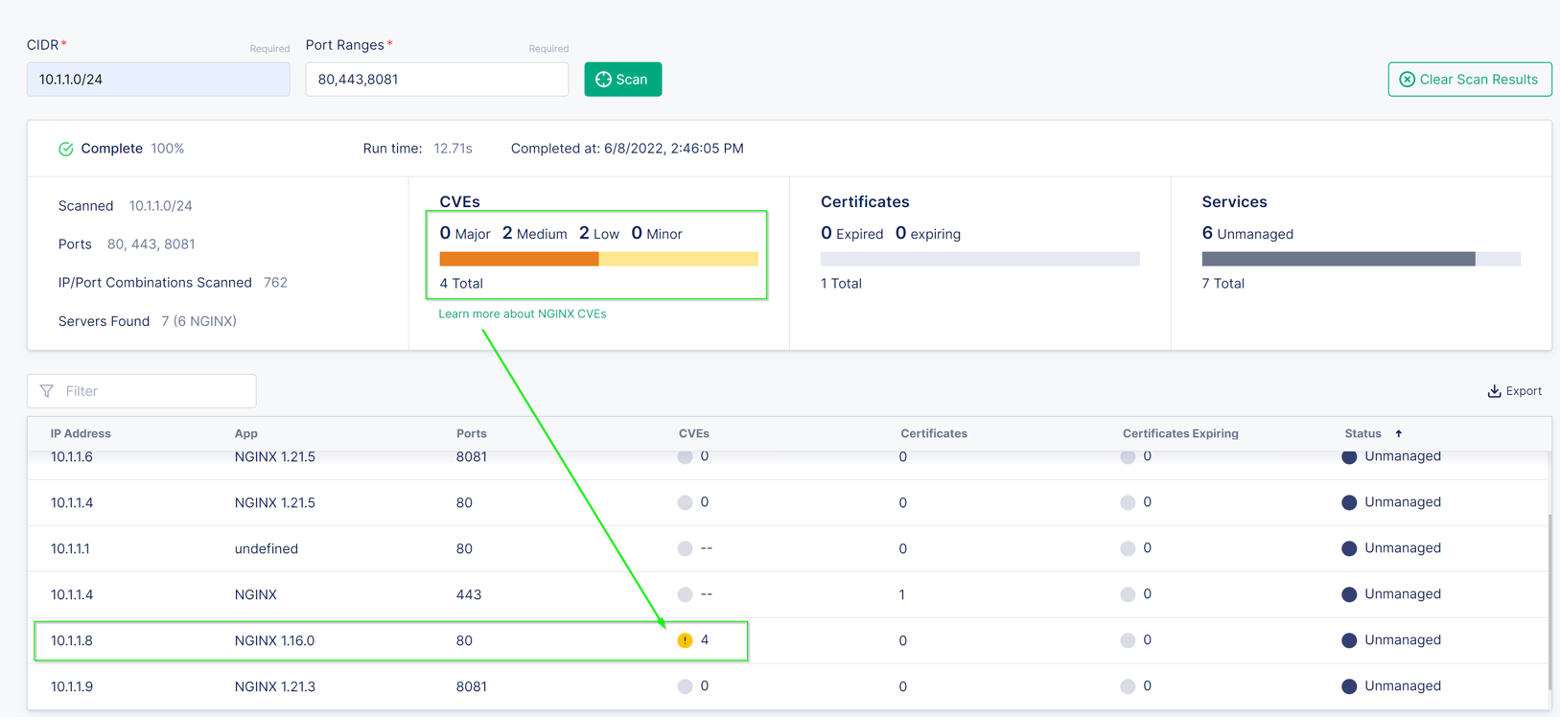 CIDR* Required Port Ranges* Required
10.1.1.0/24 80,443,8081 Scan Clear Scan Results
Complete 100% Run time: 12.71s Completed at: 6/8/2022, 2:46:05 PM
Scanned 10.1.1.0/24
Ports 80, 443, 8081
IP/Port Combinations Scanned 762
Servers Found 7 (6 NGINX)
CVEs
0 Major 2 Medium 2 Low 0 Minor
4 Total
Learn more about NGINX CVEs
Certificates
0 Expired 0 expiring
1 Total
Services
6 Unmanaged
7 Total
Filter Export
IP Address App Ports CVEs Certificates Certificates Expiring Status
10.1.1.6 NGINX 1.21.5 8081 0 0 0 Unmanaged
10.1.1.4 NGINX 1.21.5 80 0 0 0 Unmanaged
10.1.1.1 undefined 80 -- 0 0 Unmanaged
10.1.1.4 NGINX 443 -- 1 0 Unmanaged
10.1.1.8 NGINX 1.16.0 80 4 0 0 Unmanaged
10.1.1.9 NGINX 1.21.3 8081 0 0 0 Unmanaged